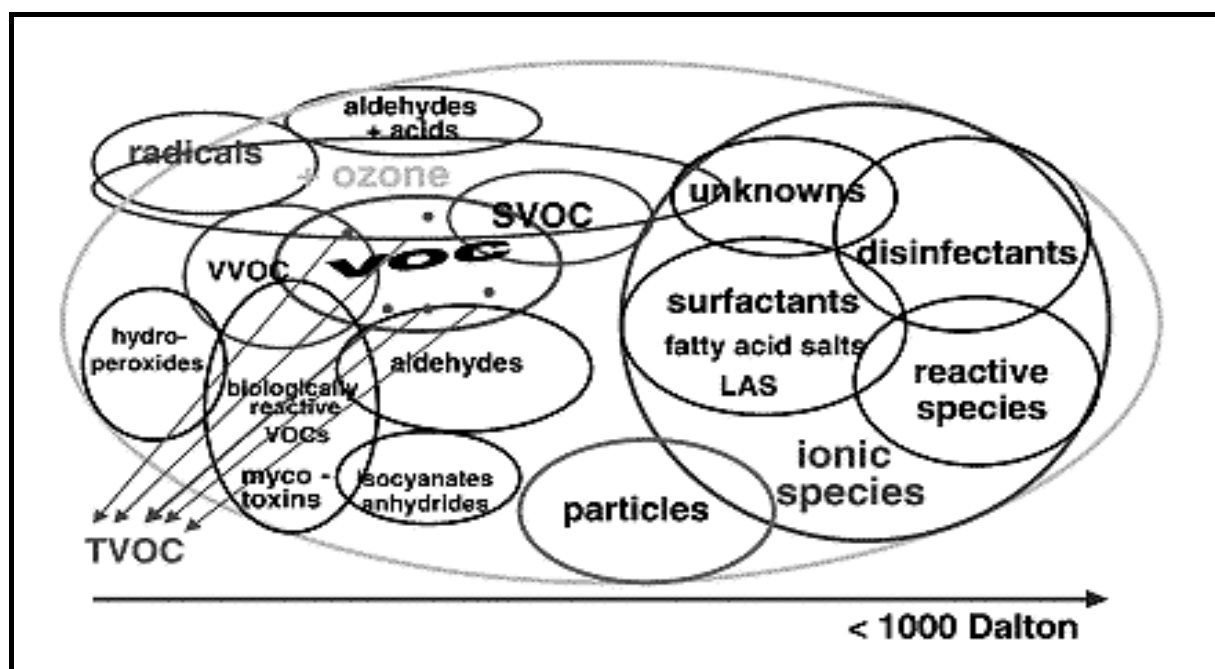 aldehydes
+ acids
radicals
+ ozone
unknowns
SVOC
VOC
VVOC
disinfectants
surfactants
fatty acid salts
LAS
hydro-
peroxides
aldehydes
biologically
reactive
VOCs
reactive
species
myco -
toxins
isocyanates
anhydrides
ionic
species
particles
TVOC
< 1000 Dalton